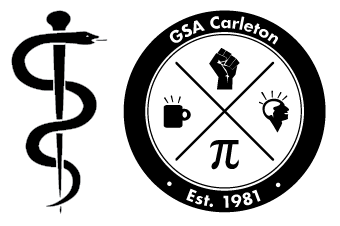 GSA Carleton
π
• Est. 1981 •